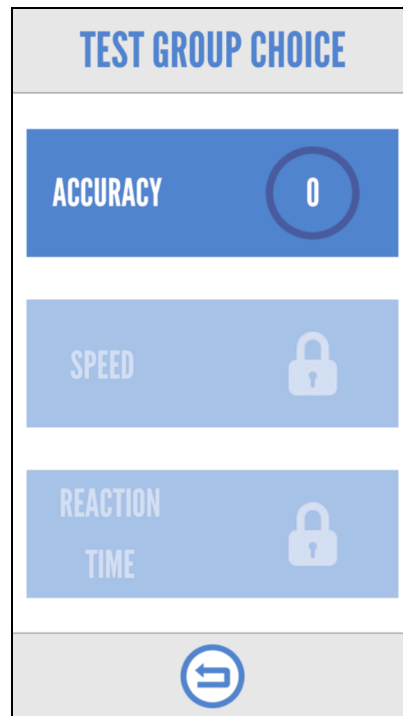 TEST GROUP CHOICE
ACCURACY 0
SPEED
REACTION
TIME